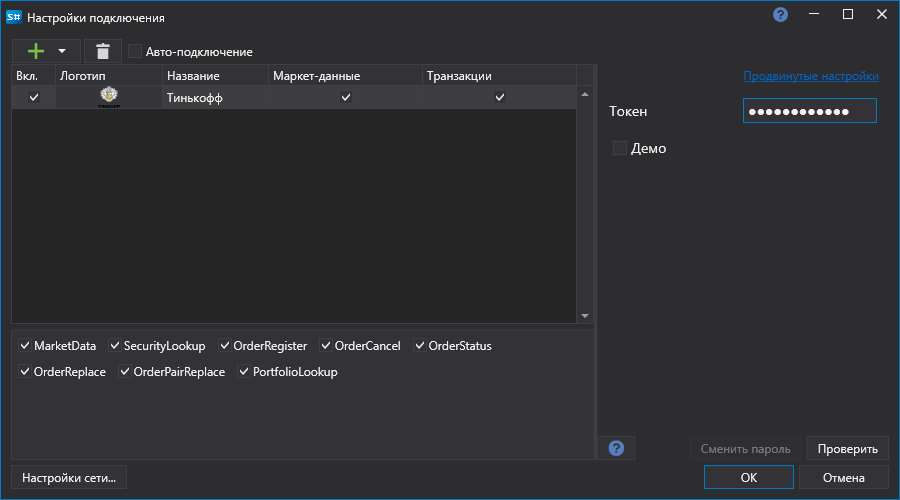 S# Настройки подключения ?
Авто-подключение
Вкл. Логотип Название Маркет-данные Транзакции
ТИНЬКОФФ Тинькофф
Продвинутые настройки
Токен ●●●●●●●●●●●●
Демо
MarketData SecurityLookup OrderRegister OrderCancel OrderStatus
OrderReplace OrderPairReplace PortfolioLookup
? Сменить пароль Проверить
Настройки сети... OK Отмена